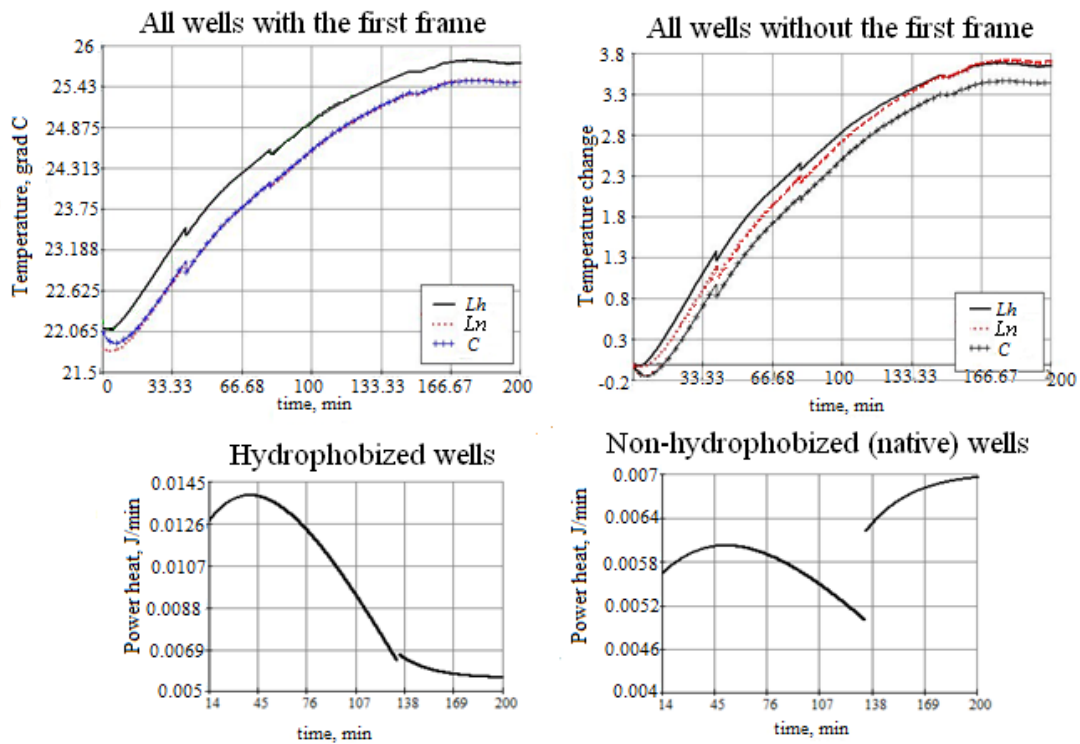 All wells with the first frame
26
25.43
24.875
24.313
23.75
23.188
22.625
22.065
21.5
Temperature, grad C
Lh
Ln
C
0 33.33 66.68 100 133.33 166.67 200
time, min
All wells without the first frame
3.8
3.3
2.8
2.3
1.8
1.3
0.8
0.3
-0.2
Temperature change
Lh
Ln
C
33.33 66.68 100 133.33 166.67 200
time, min
Hydrophobized wells
0.0145
0.0126
0.0107
0.0088
0.0069
0.005
Power heat, J/min
14 45 76 107 138 169 200
time, min
Non-hydrophobized (native) wells
0.007
0.0064
0.0058
0.0052
0.0046
0.004
Power heat, J/min
14 45 76 107 138 169 200
time, min